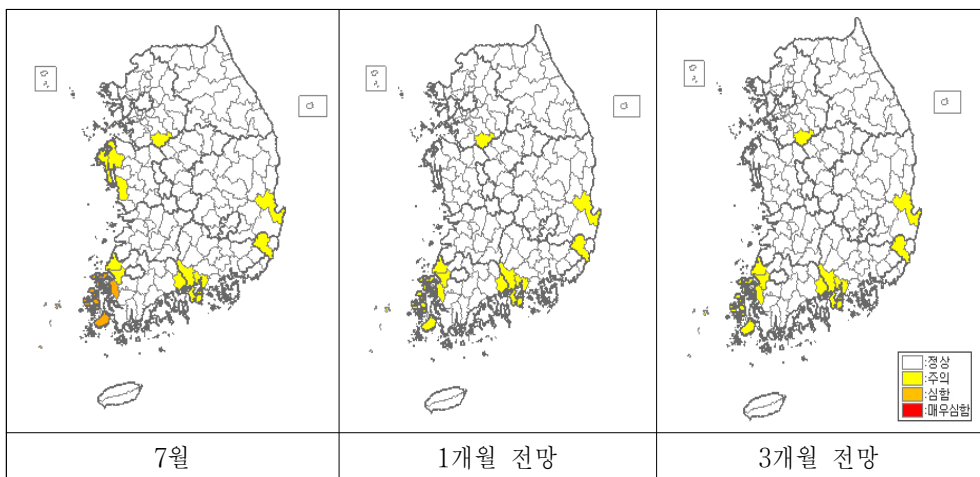 :정상
:주의
:심함
:매우심함
7월
1개월 전망
3개월 전망